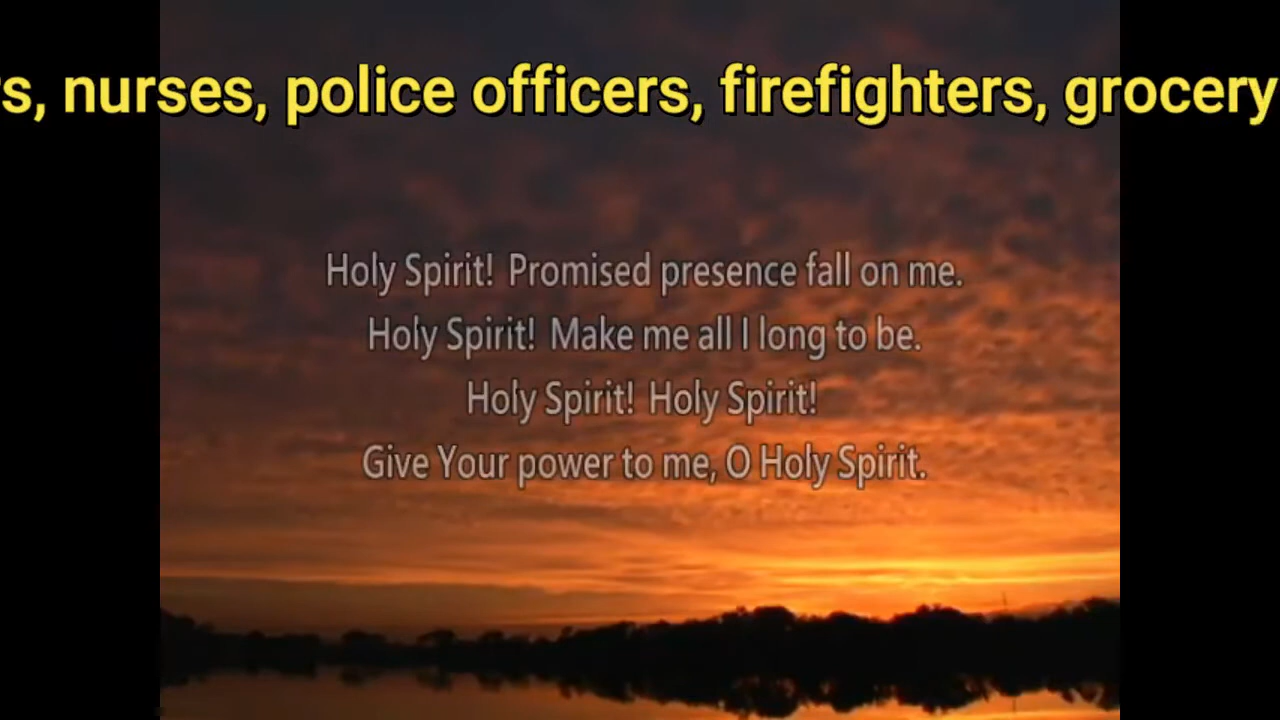 nurses, police officers, firefighters, grocery
Holy Spirit! Promised presence fall on me.
Holy Spirit! Make me all I long to be.
Holy Spirit! Holy Spirit!
Give Your power to me, O Holy Spirit.